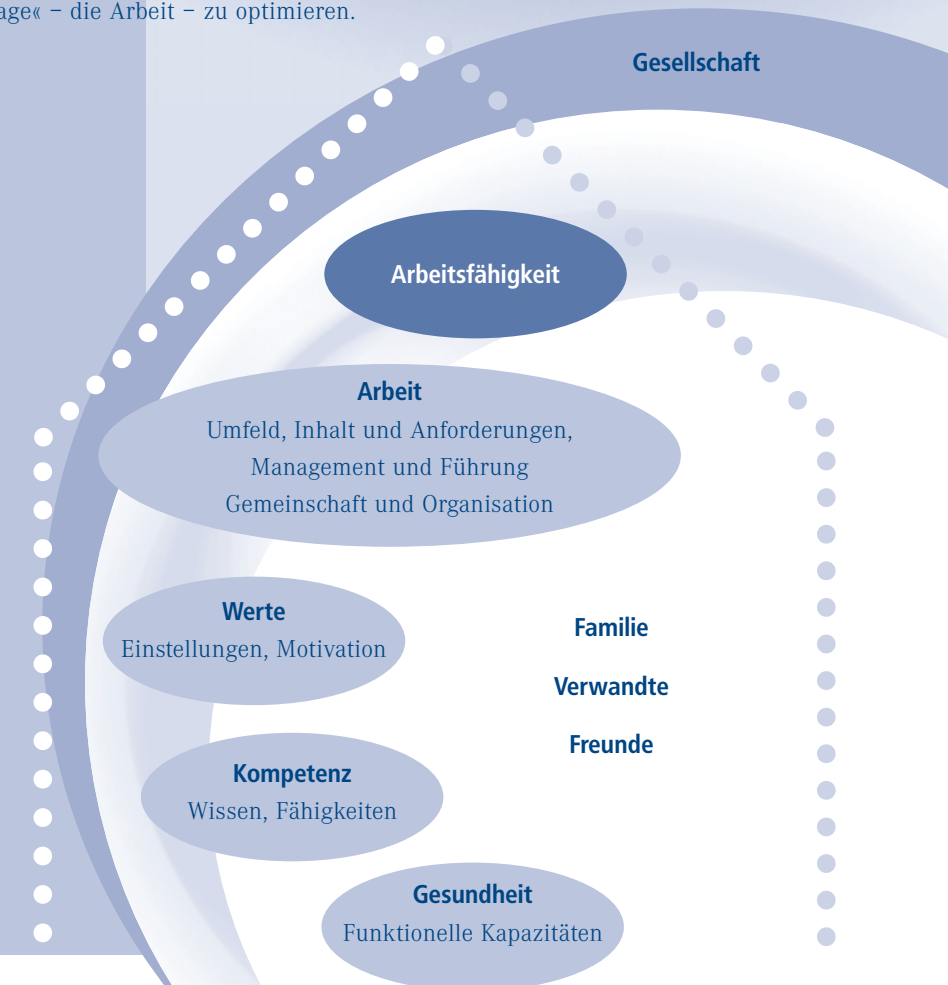 age« – die Arbeit – zu optimieren.
Gesellschaft
Arbeitsfähigkeit
Arbeit
Umfeld, Inhalt und Anforderungen,
Management und Führung
Gemeinschaft und Organisation
Werte
Einstellungen, Motivation
Familie
Verwandte
Freunde
Kompetenz
Wissen, Fähigkeiten
Gesundheit
Funktionelle Kapazitäten